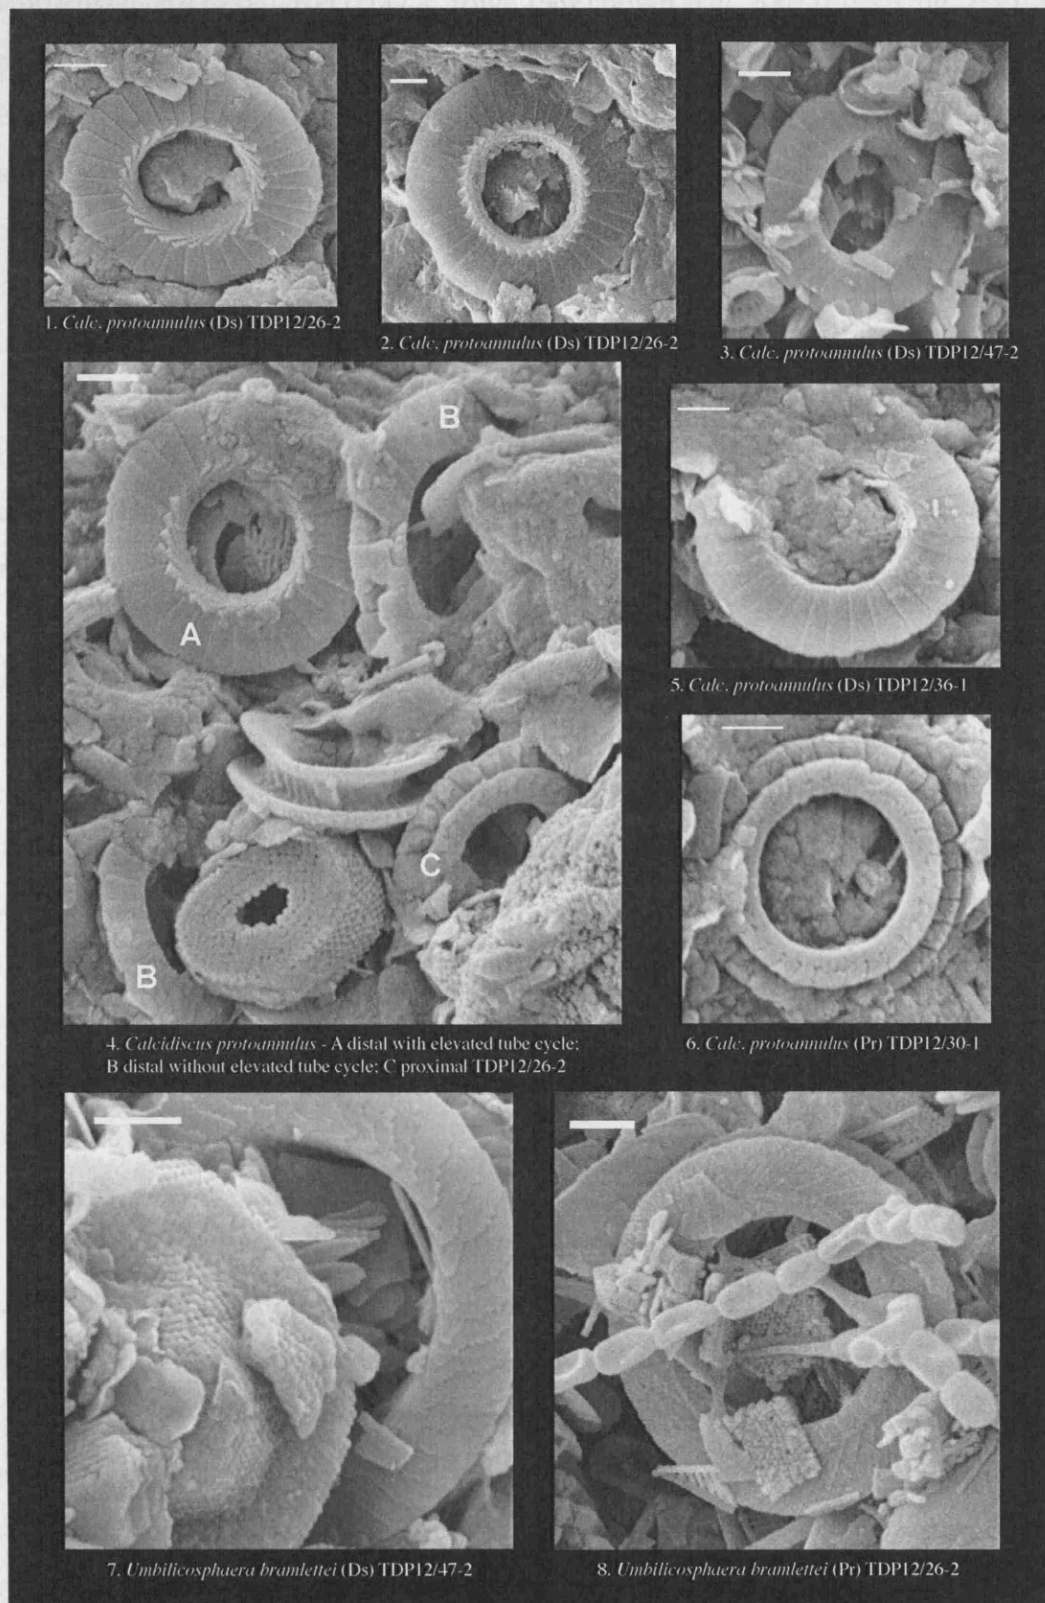 1. Calc. protoannulus (Ds) TDP12/26-2
2. Calc. protoannulus (Ds) TDP12/26-2
3. Calc. protoannulus (Ds) TDP12/47-2
A
B
B
C
4. Calcidiscus protoannulus - A distal with elevated tube cycle;
B distal without elevated tube cycle; C proximal TDP12/26-2
5. Calc. protoannulus (Ds) TDP12/36-1
6. Calc. protoannulus (Pr) TDP12/30-1
7. Umbilicosphaera bramlettei (Ds) TDP12/47-2
8. Umbilicosphaera bramlettei (Pr) TDP12/26-2